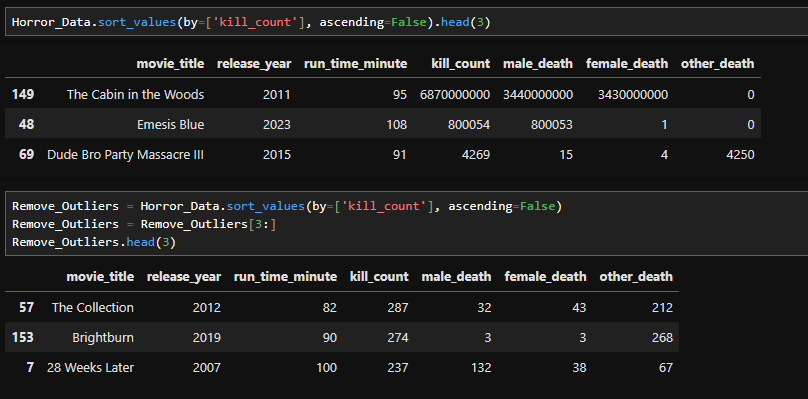 Horror_Data.sort_values(by=['kill_count'], ascending=False).head(3)
movie_title release_year run_time_minute kill_count male_death female_death other_death
149 The Cabin in the Woods 2011 95 6870000000 3440000000 3430000000 0
48 Emesis Blue 2023 108 800054 800053 1 0
69 Dude Bro Party Massacre III 2015 91 4269 15 4 4250
Remove_Outliers = Horror_Data.sort_values(by=['kill_count'], ascending=False)
Remove_Outliers = Remove_Outliers[3:]
Remove_Outliers.head(3)
movie_title release_year run_time_minute kill_count male_death female_death other_death
57 The Collection 2012 82 287 32 43 212
153 Brightburn 2019 90 274 3 3 268
7 28 Weeks Later 2007 100 237 132 38 67